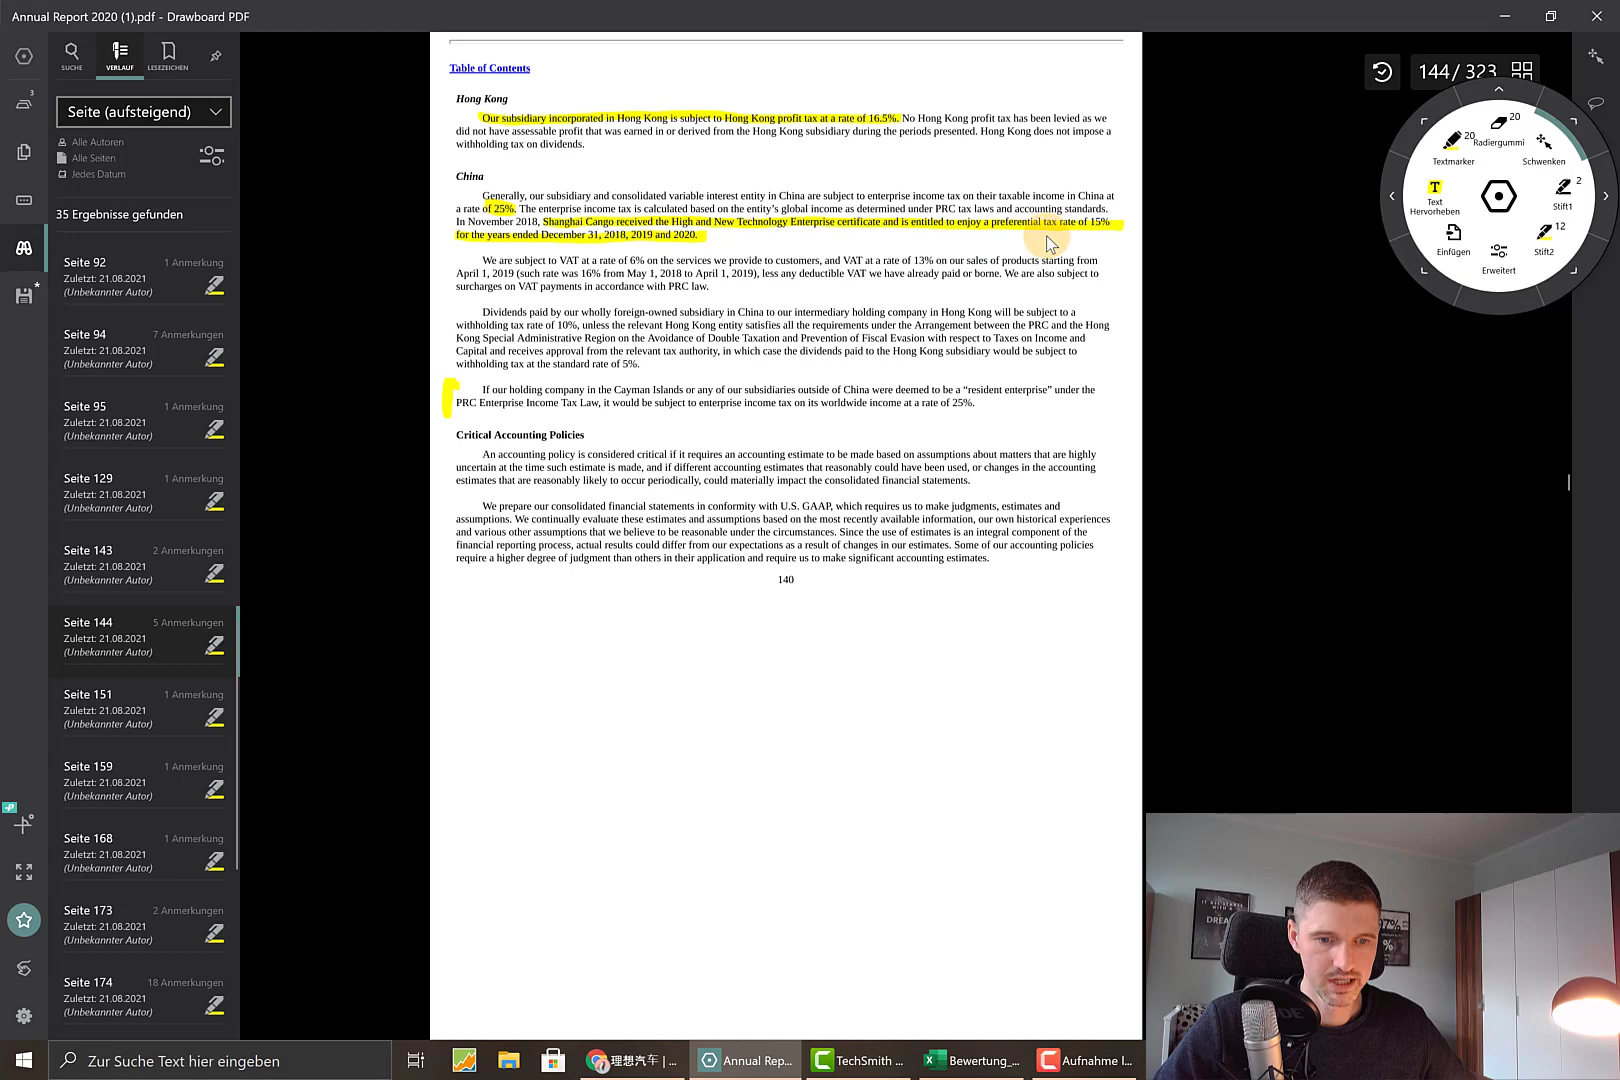 Annual Report 2020 (1).pdf - Drawboard PDF
SUCHE
VERLAUF
LESEZEICHEN
3
Seite (aufsteigend)
Alle Autoren
Alle Seiten
Jedes Datum
35 Ergebnisse gefunden
Seite 92 1 Anmerkung
Zuletzt: 21.08.2021
(Unbekannter Autor)
Seite 94 7 Anmerkungen
Zuletzt: 21.08.2021
(Unbekannter Autor)
Seite 95 1 Anmerkung
Zuletzt: 21.08.2021
(Unbekannter Autor)
Seite 129 1 Anmerkung
Zuletzt: 21.08.2021
(Unbekannter Autor)
Seite 143 2 Anmerkungen
Zuletzt: 21.08.2021
(Unbekannter Autor)
Seite 144 5 Anmerkungen
Zuletzt: 21.08.2021
(Unbekannter Autor)
Seite 151 1 Anmerkung
Zuletzt: 21.08.2021
(Unbekannter Autor)
Seite 159 1 Anmerkung
Zuletzt: 21.08.2021
(Unbekannter Autor)
Seite 168 1 Anmerkung
Zuletzt: 21.08.2021
(Unbekannter Autor)
Seite 173 2 Anmerkungen
Zuletzt: 21.08.2021
(Unbekannter Autor)
Seite 174 18 Anmerkungen
Zuletzt: 21.08.2021
(Unbekannter Autor)
Table of Contents
Hong Kong
Our subsidiary incorporated in Hong Kong is subject to Hong Kong profit tax at a rate of 16.5%. No Hong Kong profit tax has been levied as we
did not have assessable profit that was earned in or derived from the Hong Kong subsidiary during the periods presented. Hong Kong does not impose a
withholding tax on dividends.
China
Generally, our subsidiary and consolidated variable interest entity in China are subject to enterprise income tax on their taxable income in China at
a rate of 25%. The enterprise income tax is calculated based on the entity’s global income as determined under PRC tax laws and accounting standards.
In November 2018, Shanghai Cango received the High and New Technology Enterprise certificate and is entitled to enjoy a preferential tax rate of 15%
for the years ended December 31, 2018, 2019 and 2020.
We are subject to VAT at a rate of 6% on the services we provide to customers, and VAT at a rate of 13% on our sales of products starting from
April 1, 2019 (such rate was 16% from May 1, 2018 to April 1, 2019), less any deductible VAT we have already paid or borne. We are also subject to
surcharges on VAT payments in accordance with PRC law.
Dividends paid by our wholly foreign-owned subsidiary in China to our intermediary holding company in Hong Kong will be subject to a
withholding tax rate of 10%, unless the relevant Hong Kong entity satisfies all the requirements under the Arrangement between the PRC and the Hong
Kong Special Administrative Region on the Avoidance of Double Taxation and Prevention of Fiscal Evasion with respect to Taxes on Income and
Capital and receives approval from the relevant tax authority, in which case the dividends paid to the Hong Kong subsidiary would be subject to
withholding tax at the standard rate of 5%.
If our holding company in the Cayman Islands or any of our subsidiaries outside of China were deemed to be a “resident enterprise” under the
PRC Enterprise Income Tax Law, it would be subject to enterprise income tax on its worldwide income at a rate of 25%.
Critical Accounting Policies
An accounting policy is considered critical if it requires an accounting estimate to be made based on assumptions about matters that are highly
uncertain at the time such estimate is made, and if different accounting estimates that reasonably could have been used, or changes in the accounting
estimates that are reasonably likely to occur periodically, could materially impact the consolidated financial statements.
We prepare our consolidated financial statements in conformity with U.S. GAAP, which requires us to make judgments, estimates and
assumptions. We continually evaluate these estimates and assumptions based on the most recently available information, our own historical experiences
and various other assumptions that we believe to be reasonable under the circumstances. Since the use of estimates is an integral component of the
financial reporting process, actual results could differ from our expectations as a result of changes in our estimates. Some of our accounting policies
require a higher degree of judgment than others in their application and require us to make significant accounting estimates.
140
144 / 323
20
20
Radiergummi
Textmarker
Schwenken
T
Text
Hervorheben
2
Stift1
12
Einfügen
Stift2
Erweitert
DREA
7%
%
Zur Suche Text hier eingeben
理想汽车 | ...
Annual Rep...
TechSmith ...
Bewertung_...
Aufnahme l...